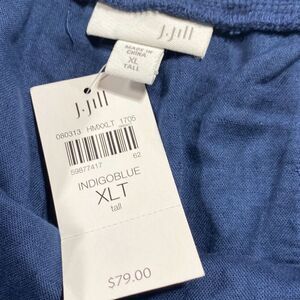 J.Jill
MADE IN
CHINA
XL
TALL
J.Jill
080313 HMXXLT 1705
59877417 62
INDIGOBLUE
XLT
tall
$79.00